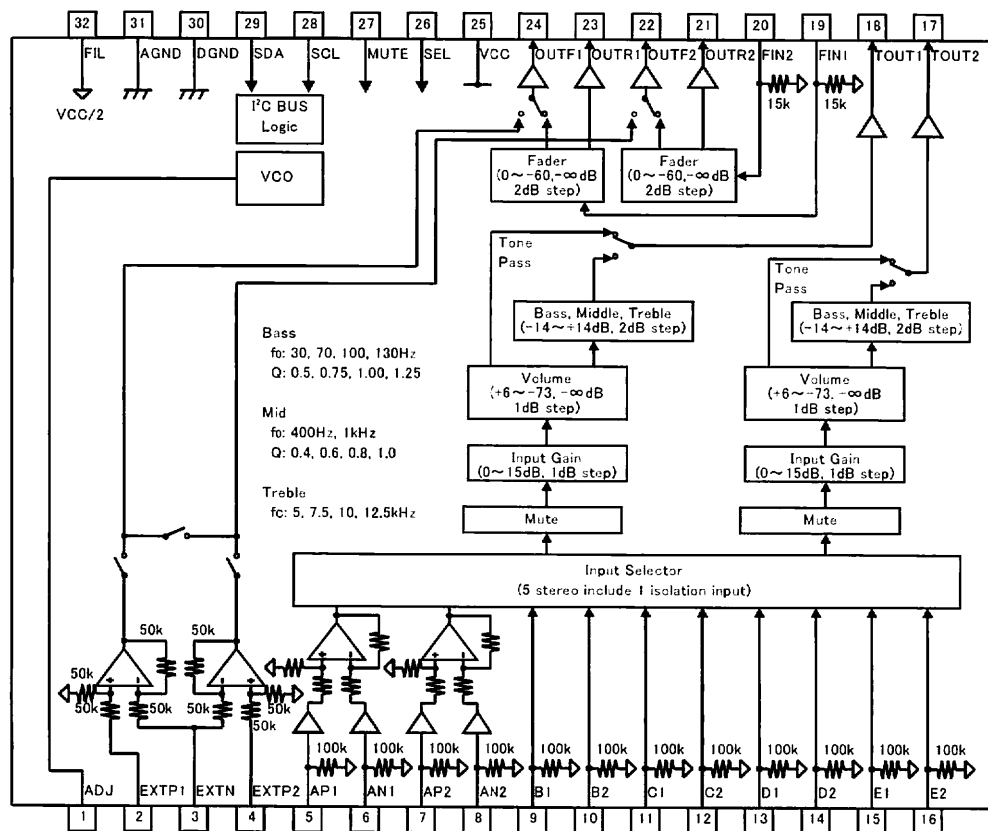 32 31 30 29 28 27 26 25 24 23 22 21 20 19 18 17
FIL AGND DGND SDA SCL MUTE SEL VCC OUTF1 OUTR1 OUTF2 OUTR2 FIN2 FIN1 TOUT1 TOUT2
VCC/2
I²C BUS
Logic
15k 15k
VCO
Fader
(0～-60,-∞dB
2dB step)
Fader
(0～-60,-∞dB
2dB step)
Tone
Pass
Tone
Pass
Bass, Middle, Treble
(-14～+14dB, 2dB step)
Bass, Middle, Treble
(-14～+14dB, 2dB step)
Bass
fo: 30, 70, 100, 130Hz
Q: 0.5, 0.75, 1.00, 1.25
Volume
(+6～-73, -∞dB
1dB step)
Volume
(+6～-73, -∞dB
1dB step)
Mid
fo: 400Hz, 1kHz
Q: 0.4, 0.6, 0.8, 1.0
Input Gain
(0～15dB, 1dB step)
Input Gain
(0～15dB, 1dB step)
Treble
fc: 5, 7.5, 10, 12.5kHz
Mute
Mute
Input Selector
(5 stereo include 1 isolation input)
50k 50k
+ - - + + - + -
50k 50k
50k 50k 50k 50k
100k 100k 100k 100k 100k 100k 100k 100k 100k 100k 100k 100k
ADJ EXTP1 EXTN EXTP2 AP1 AN1 AP2 AN2 B1 B2 C1 C2 D1 D2 E1 E2
1 2 3 4 5 6 7 8 9 10 11 12 13 14 15 16